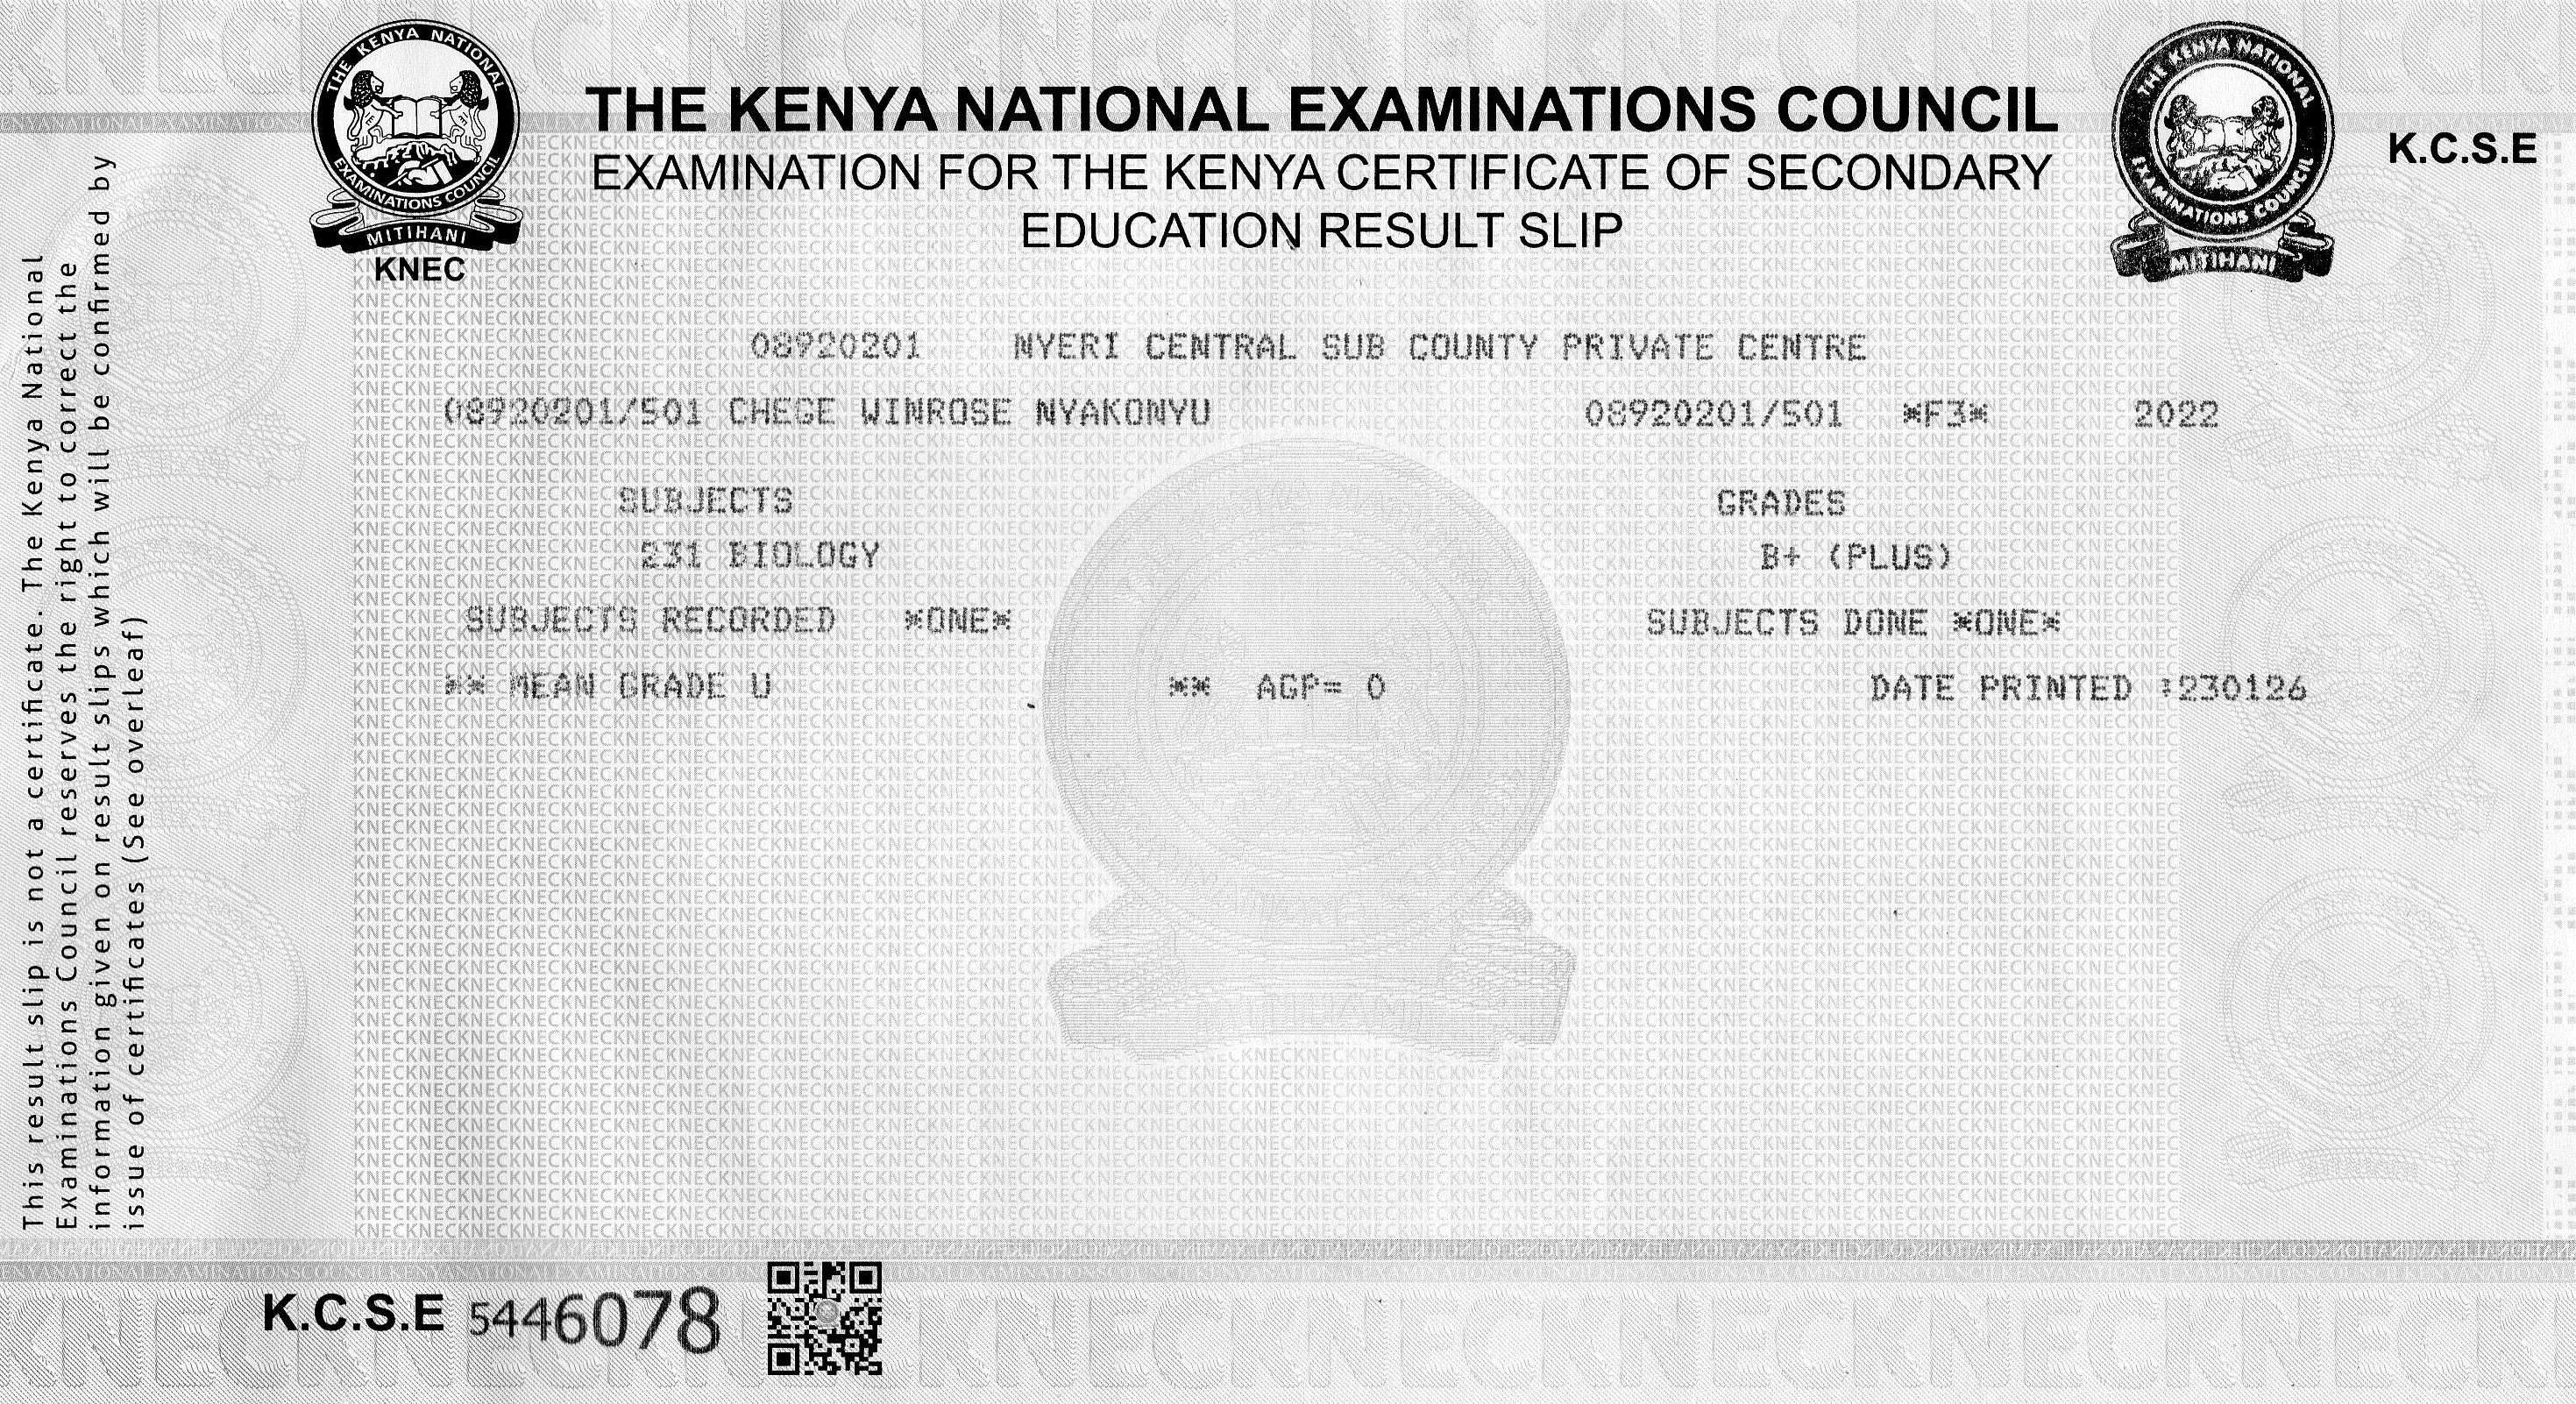 THE KENYA NATIONAL
EXAMINATIONS COUNCIL
MITIHANI
KNEC
THE KENYA NATIONAL EXAMINATIONS COUNCIL
EXAMINATION FOR THE KENYA CERTIFICATE OF SECONDARY
EDUCATION RESULT SLIP
THE KENYA NATIONAL
EXAMINATIONS COUNCIL
MITIHANI
K.C.S.E
08920201 NYERI CENTRAL SUB COUNTY PRIVATE CENTRE
08920201/501 CHEGE WINROSE NYAKONYU 08920201/501 *F3* 2022
SUBJECTS GRADES
231 BIOLOGY B+ (PLUS)
SUBJECTS RECORDED *ONE* SUBJECTS DONE *ONE*
** MEAN GRADE U ** AGP= 0 DATE PRINTED :230126
This result slip is not a certificate. The Kenya National
Examinations Council reserves the right to correct the
information given on result slips which will be confirmed by
issue of certificates (See overleaf)
K.C.S.E 5446078